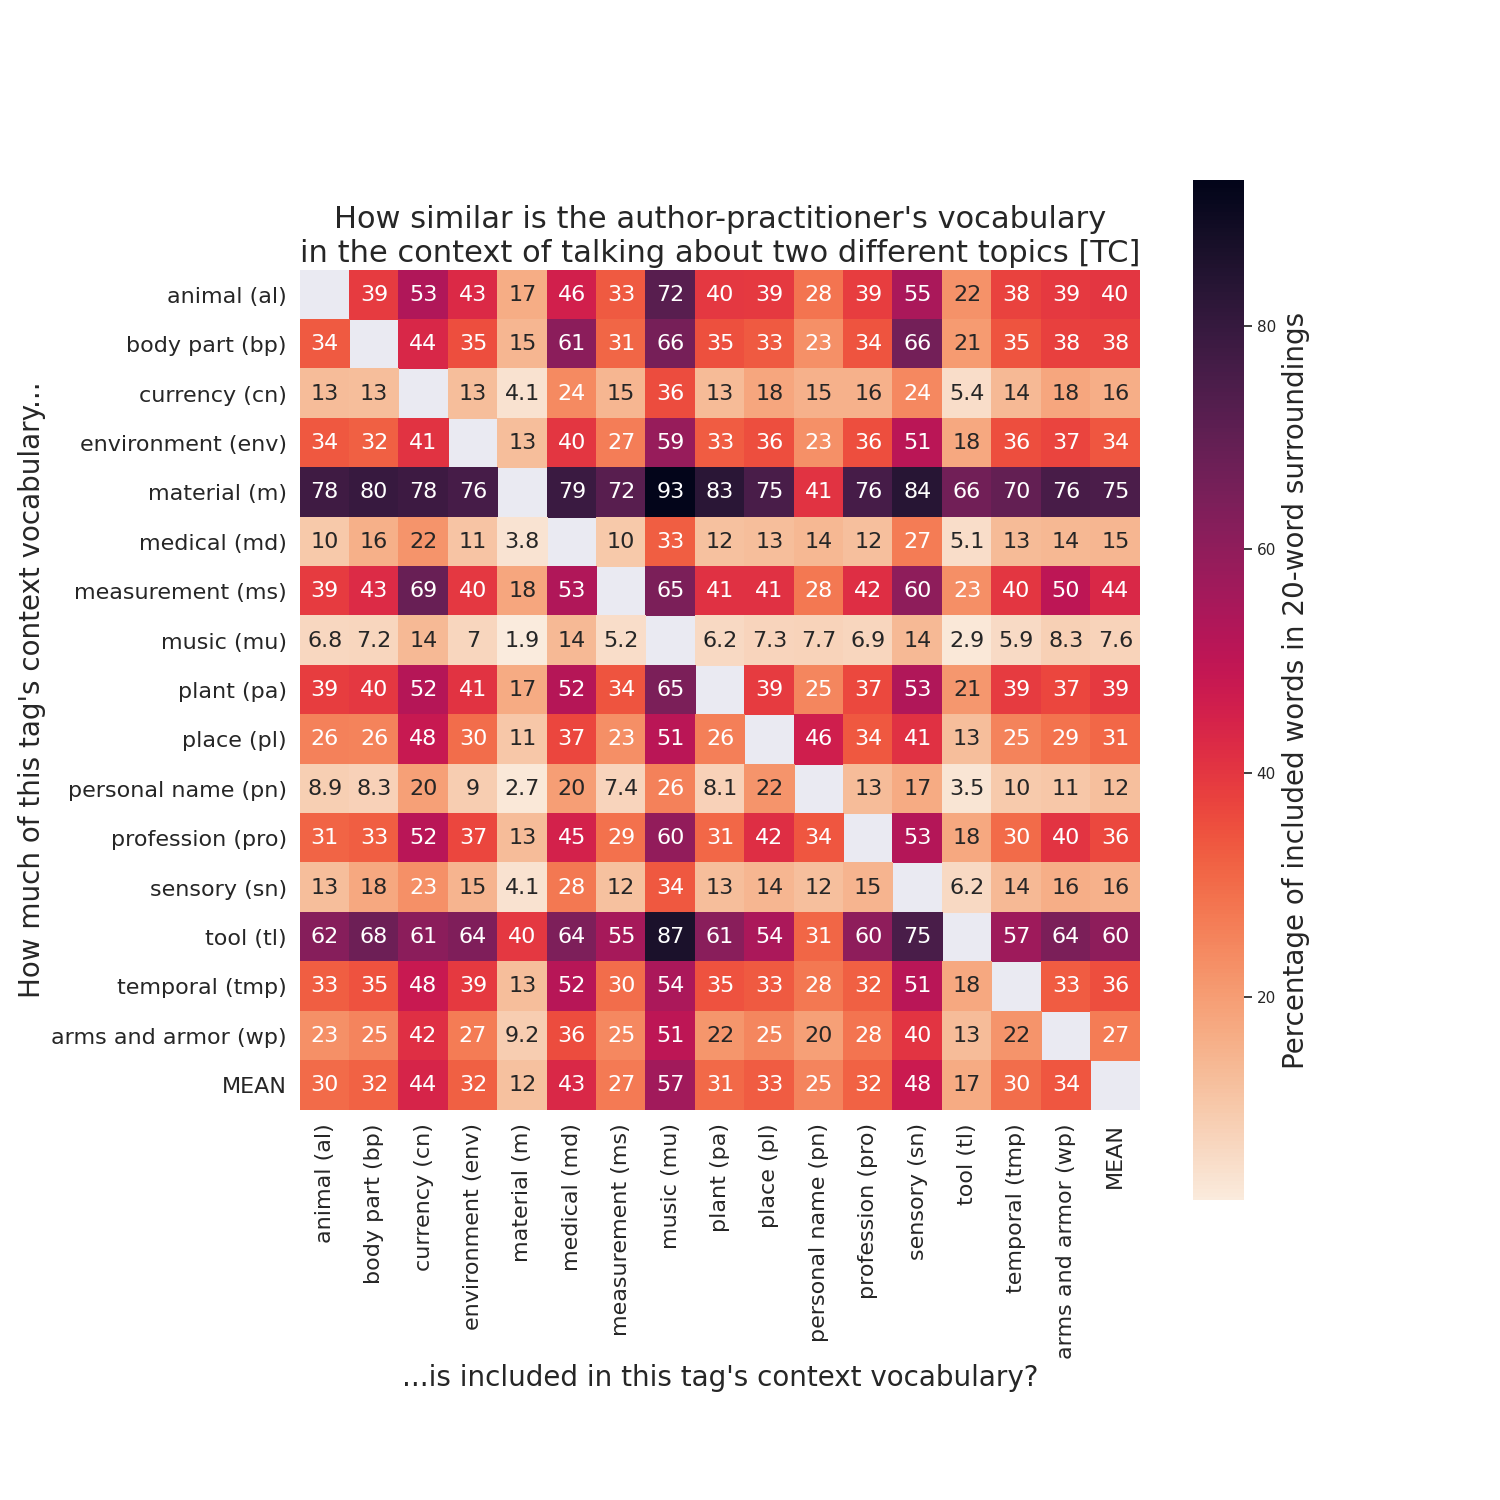 How similar is the author-practitioner's vocabulary
in the context of talking about two different topics [TC]
How much of this tag's context vocabulary...
animal (al) 39 53 43 17 46 33 72 40 39 28 39 55 22 38 39 40
body part (bp) 34 44 35 15 61 31 66 35 33 23 34 66 21 35 38 38
currency (cn) 13 13 13 4.1 24 15 36 13 18 15 16 24 5.4 14 18 16
environment (env) 34 32 41 13 40 27 59 33 36 23 36 51 18 36 37 34
material (m) 78 80 78 76 79 72 93 83 75 41 76 84 66 70 76 75
medical (md) 10 16 22 11 3.8 10 33 12 13 14 12 27 5.1 13 14 15
measurement (ms) 39 43 69 40 18 53 65 41 41 28 42 60 23 40 50 44
music (mu) 6.8 7.2 14 7 1.9 14 5.2 6.2 7.3 7.7 6.9 14 2.9 5.9 8.3 7.6
plant (pa) 39 40 52 41 17 52 34 65 39 25 37 53 21 39 37 39
place (pl) 26 26 48 30 11 37 23 51 26 46 34 41 13 25 29 31
personal name (pn) 8.9 8.3 20 9 2.7 20 7.4 26 8.1 22 13 17 3.5 10 11 12
profession (pro) 31 33 52 37 13 45 29 60 31 42 34 53 18 30 40 36
sensory (sn) 13 18 23 15 4.1 28 12 34 13 14 12 15 6.2 14 16 16
tool (tl) 62 68 61 64 40 64 55 87 61 54 31 60 75 57 64 60
temporal (tmp) 33 35 48 39 13 52 30 54 35 33 28 32 51 18 33 36
arms and armor (wp) 23 25 42 27 9.2 36 25 51 22 25 20 28 40 13 22 27
MEAN 30 32 44 32 12 43 27 57 31 33 25 32 48 17 30 34
animal (al)
body part (bp)
currency (cn)
environment (env)
material (m)
medical (md)
measurement (ms)
music (mu)
plant (pa)
place (pl)
personal name (pn)
profession (pro)
sensory (sn)
tool (tl)
temporal (tmp)
arms and armor (wp)
MEAN
...is included in this tag's context vocabulary?
80
60
40
20
Percentage of included words in 20-word surroundings